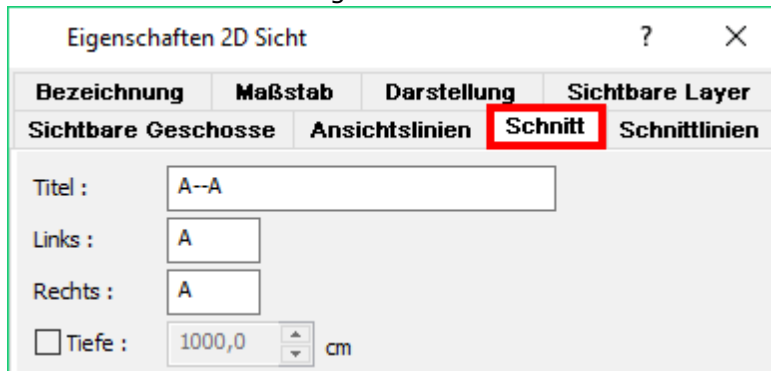 Eigenschaften 2D Sicht ?
Bezeichnung Maßstab Darstellung Sichtbare Layer
Sichtbare Geschosse Ansichtslinien Schnitt Schnittlinien
Titel : A--A
Links : A
Rechts : A
Tiefe : 1000,0 cm